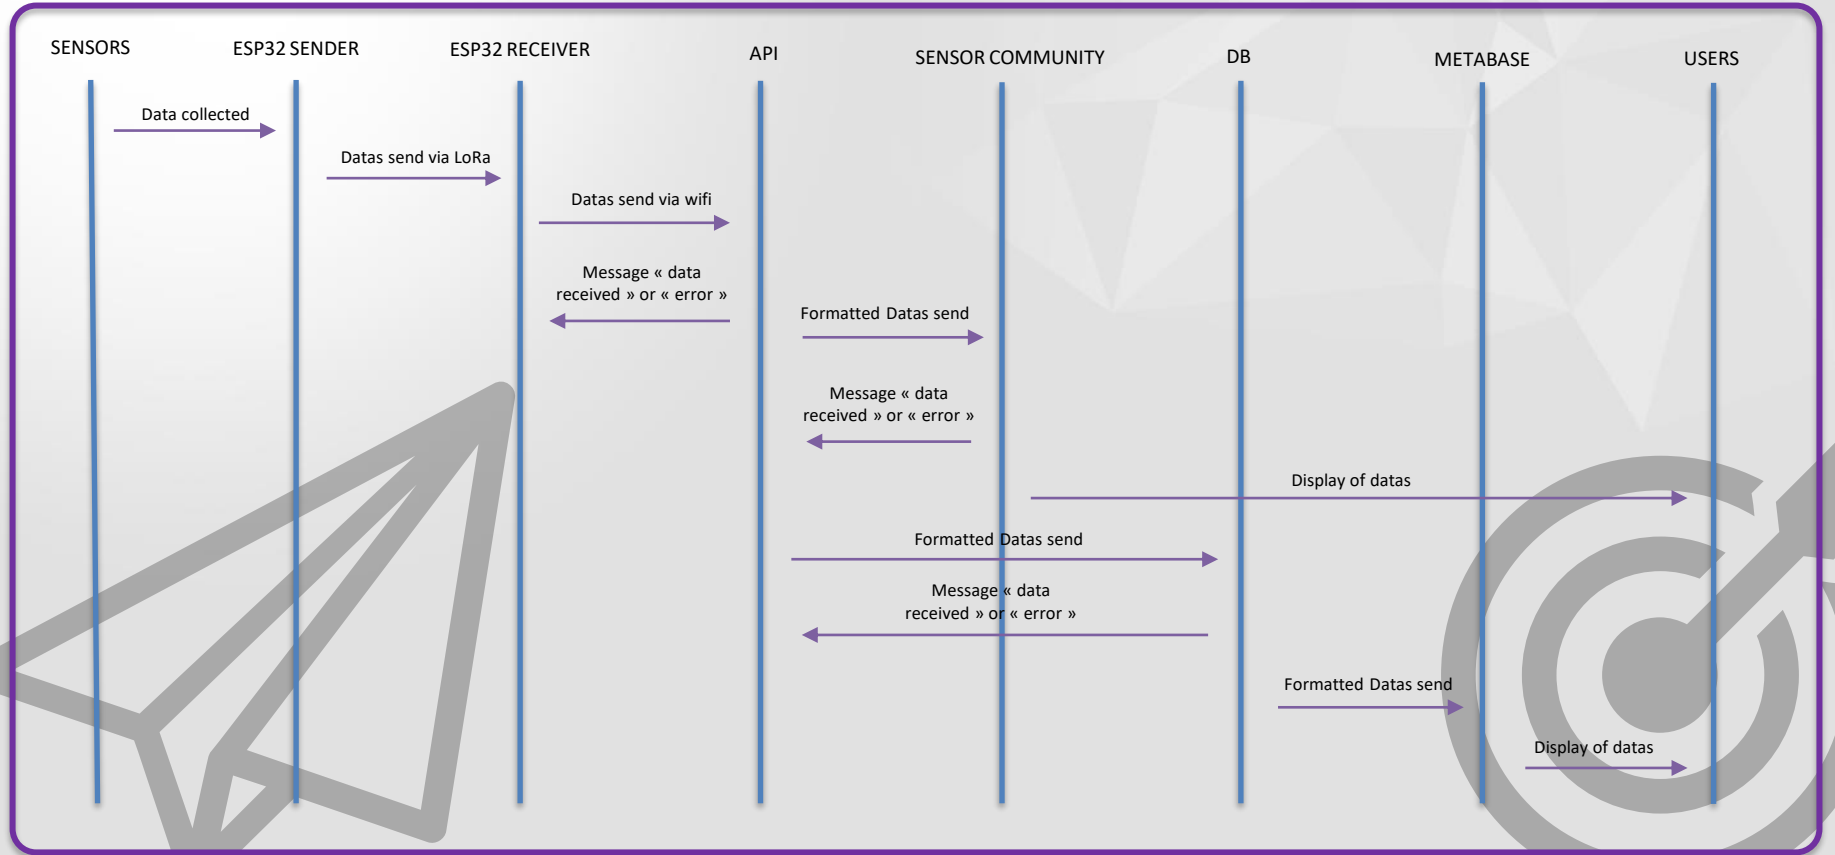 SENSORS
ESP32 SENDER
ESP32 RECEIVER
API
SENSOR COMMUNITY
DB
METABASE
USERS
Data collected
Datas send via LoRa
Datas send via wifi
Message « data
received » or « error »
Formatted Datas send
Message « data
received » or « error »
Display of datas
Formatted Datas send
Message « data
received » or « error »
Formatted Datas send
Display of datas